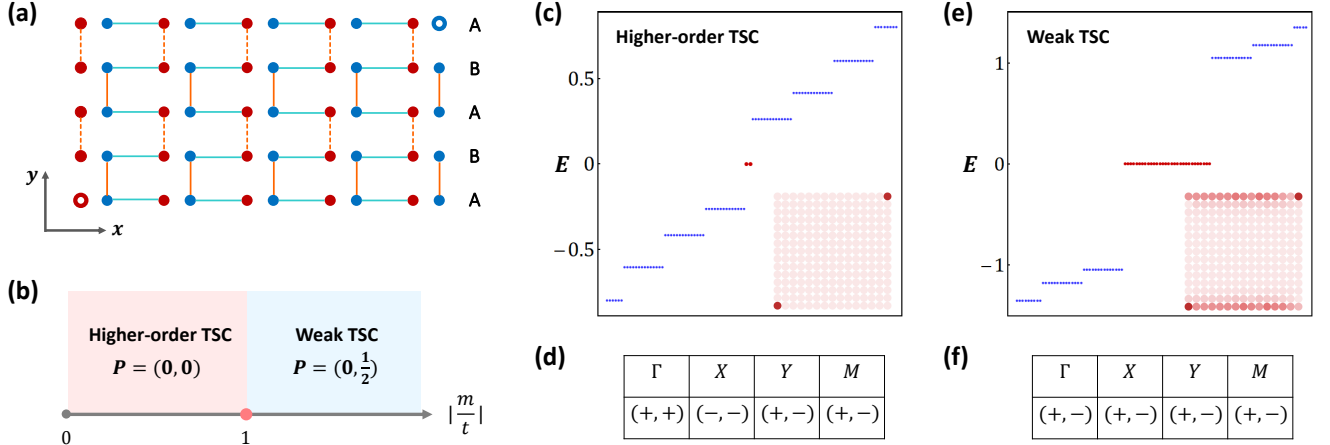 (a)
A
B
A
B
A
y
x
(b)
Higher-order TSC
P = (0, 0)
Weak TSC
P = (0, 1/2)
0
1
|m/t|
(c)
Higher-order TSC
0.5
E
0
−0.5
(d)
Γ X Y M
(+, +) (−, −) (+, −) (+, −)
(e)
Weak TSC
1
E
0
−1
(f)
Γ X Y M
(+, −) (+, −) (+, −) (+, −)